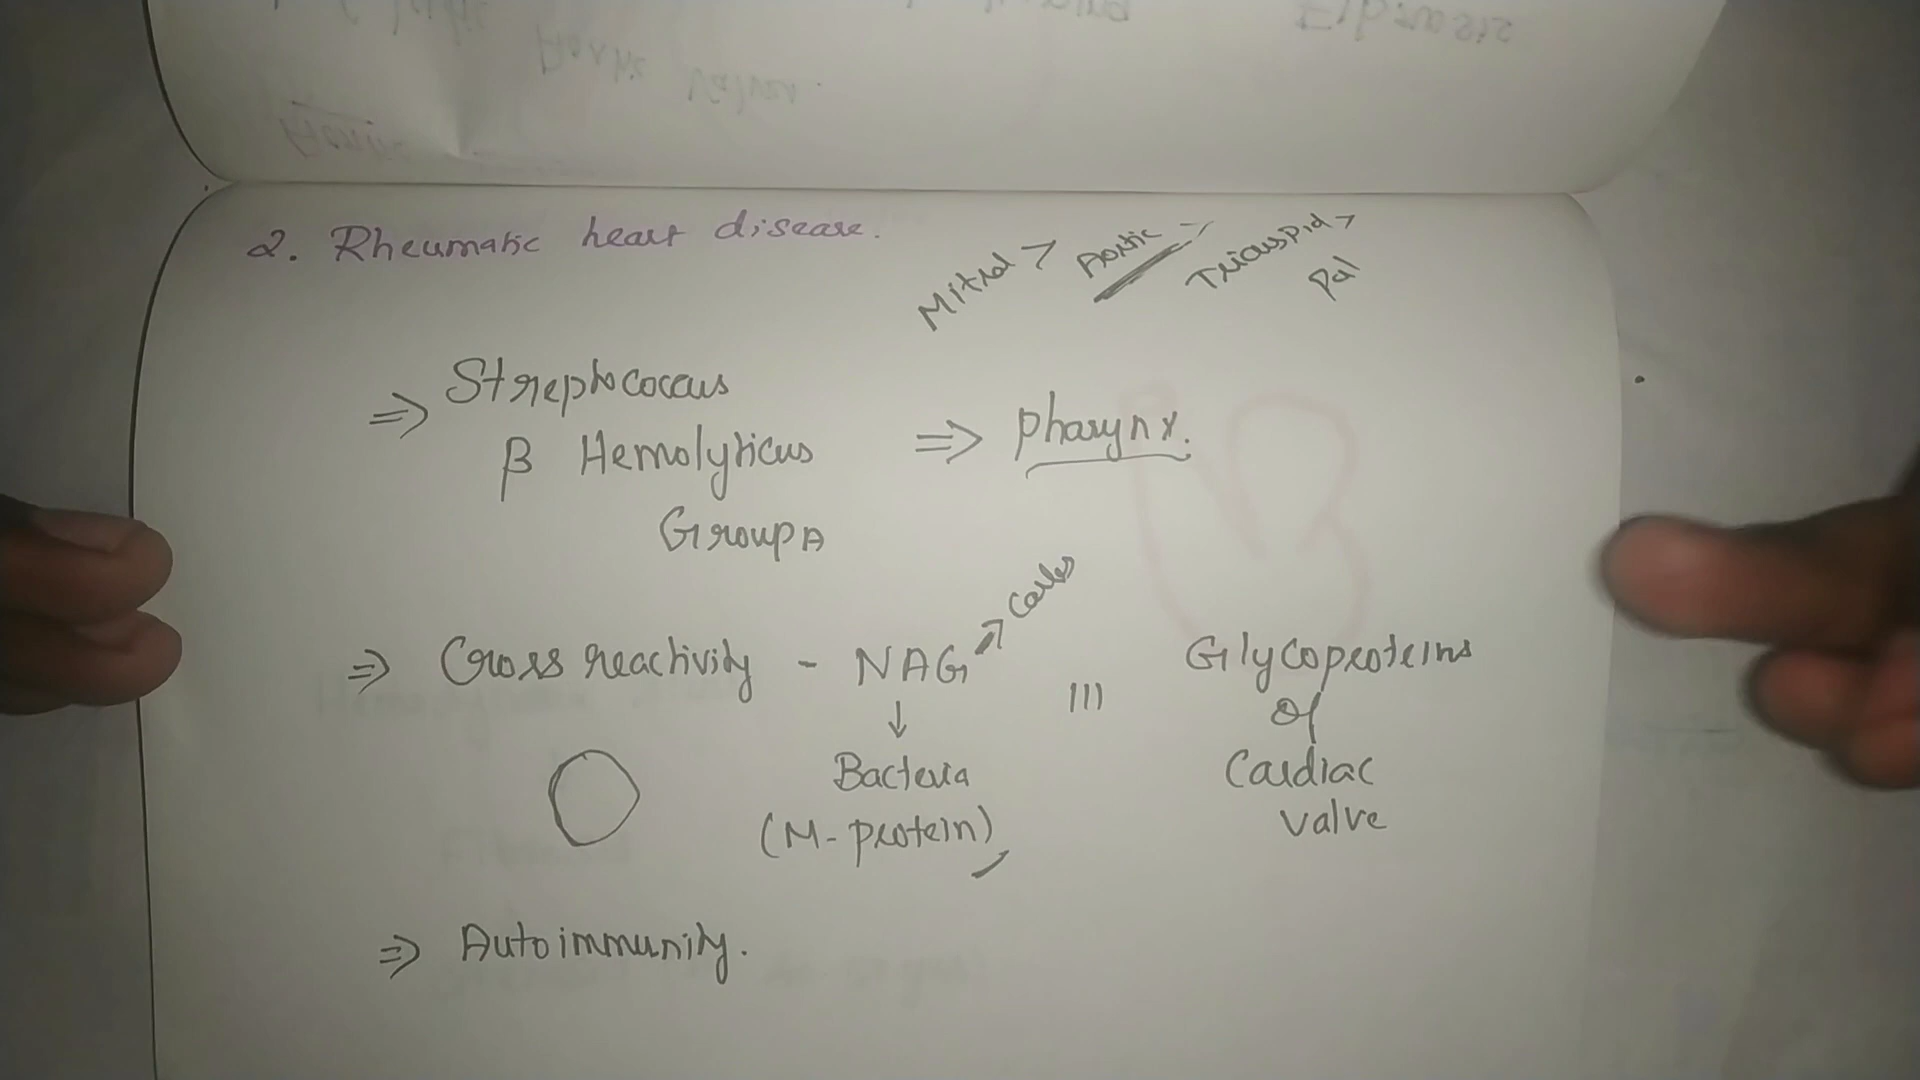 2. Rheumatic heart disease.
Mitral > Aortic > Tricuspid >
Pul
⇒ Streptococcus
β Hemolyticus ⇒ pharynx.
Group A
⇒ Cross reactivity - NAG ↗ Carbo
||| Glycoproteins
↓ of
Bacteria Cardiac
(M-protein) valve
⇒ Autoimmunity.